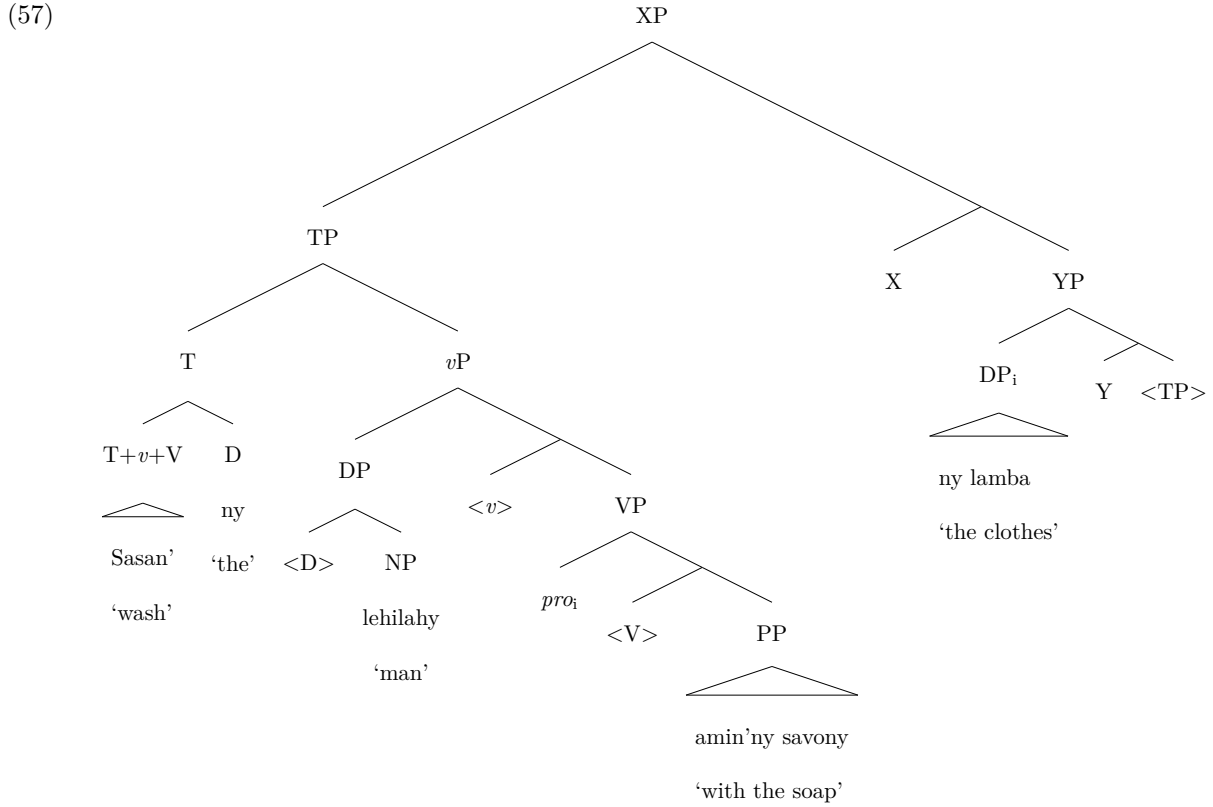 (57)
XP
TP
X YP
T vP
DPi Y <TP>
T+v+V D DP <v> VP
ny lamba
Sasan' ny <D> NP proi <V> PP
'the clothes'
'wash' 'the' lehilahy
'man'
amin'ny savony
'with the soap'